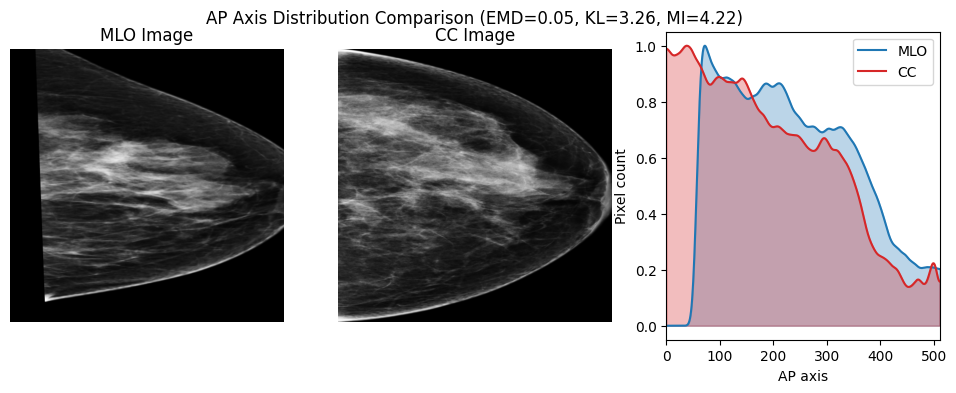 AP Axis Distribution Comparison (EMD=0.05, KL=3.26, MI=4.22)
MLO Image
CC Image
MLO
CC
Pixel count
1.0
0.8
0.6
0.4
0.2
0.0
0 100 200 300 400 500
AP axis